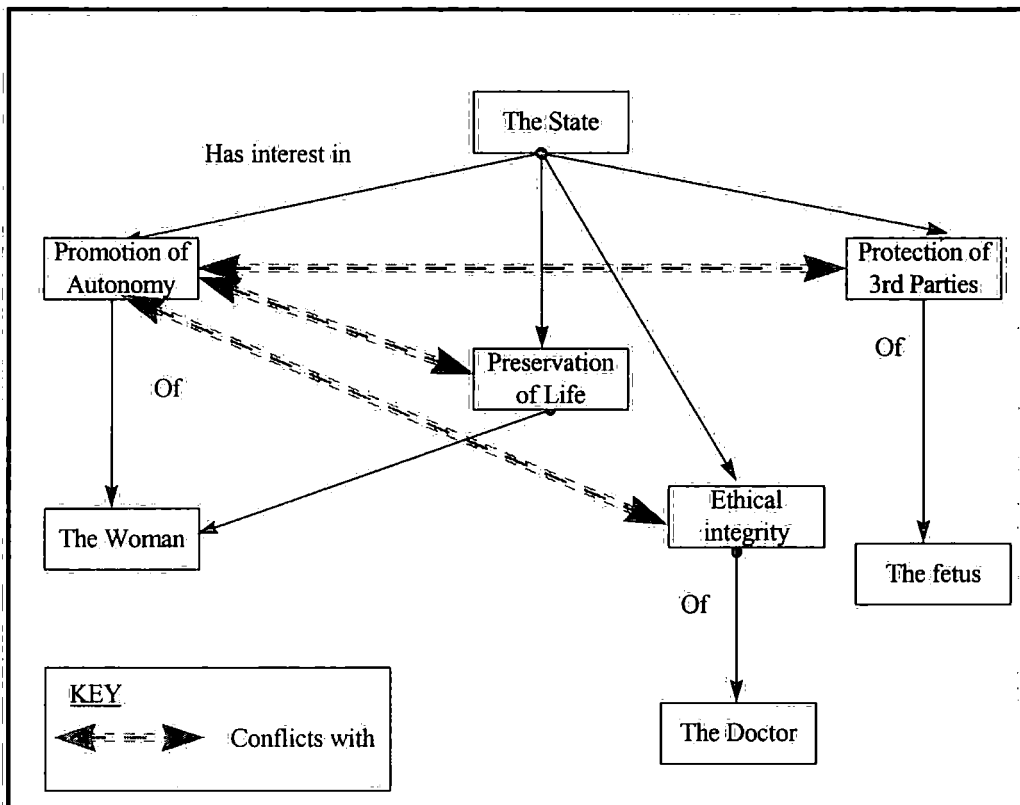 The State
Has interest in
Promotion of
Autonomy
Protection of
3rd Parties
Of
Preservation
of Life
Of
The Woman
Ethical
integrity
The fetus
Of
KEY
Conflicts with
The Doctor